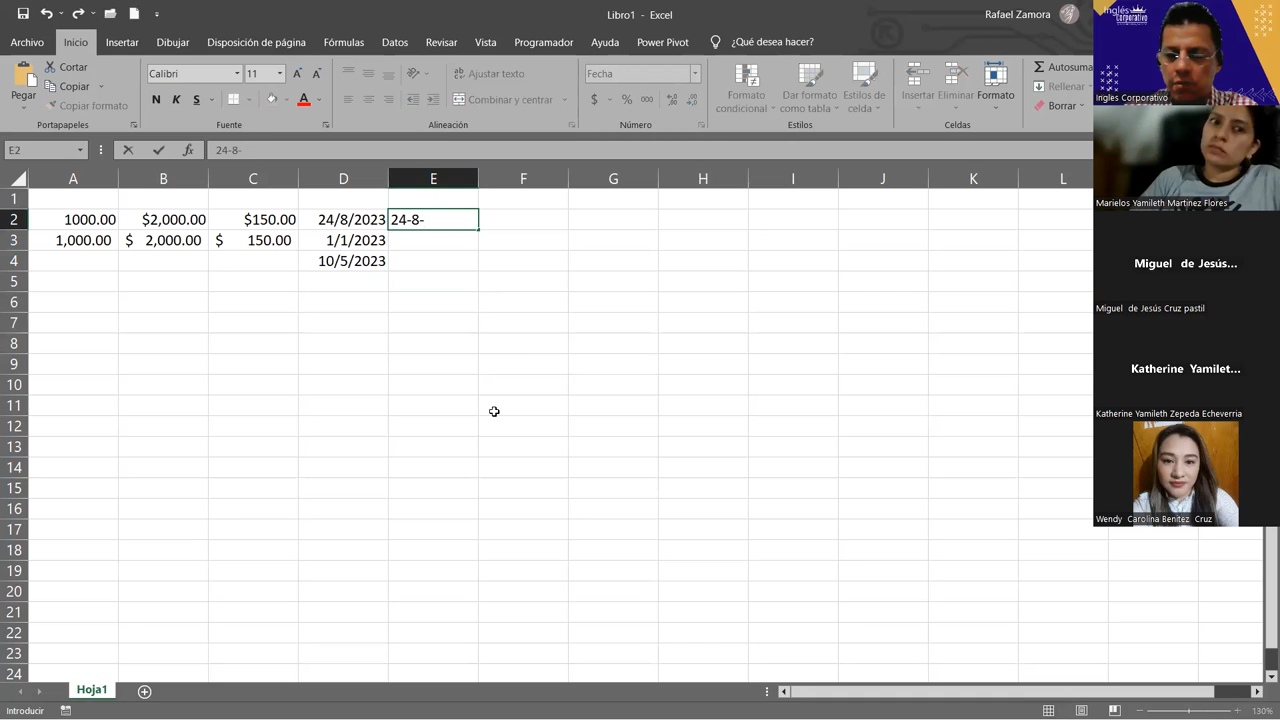 Libro1 - Excel
Rafael Zamora
Archivo Inicio Insertar Dibujar Disposición de página Fórmulas Datos Revisar Vista Programador Ayuda Power Pivot ¿Qué desea hacer?
Pegar
Cortar
Copiar
Copiar formato
Portapapeles
Calibri 11
N K S
Fuente
Ajustar texto
Combinar y centrar
Alineación
Fecha
$ % 000
Número
Formato condicional
Dar formato como tabla
Estilos de celda
Estilos
Insertar Eliminar Formato
Celdas
Autosuma
Rellenar
Borrar
E2 fx 24-8-
A B C D E F G H I J K L
1
2 1000.00 $2,000.00 $150.00 24/8/2023 24-8-
3 1,000.00 $ 2,000.00 $ 150.00 1/1/2023
4 10/5/2023
5
6
7
8
9
10
11
12
13
14
15
16
17
18
19
20
21
22
23
24
Hoja1
Introducir
130%
Inglés Corporativo
Ingles Corporativo
Marielos Yamileth Martinez Flores
Miguel de Jesús...
Miguel de Jesús Cruz pastil
Katherine Yamilet...
Katherine Yamileth Zepeda Echeverria
Wendy Carolina Benitez Cruz